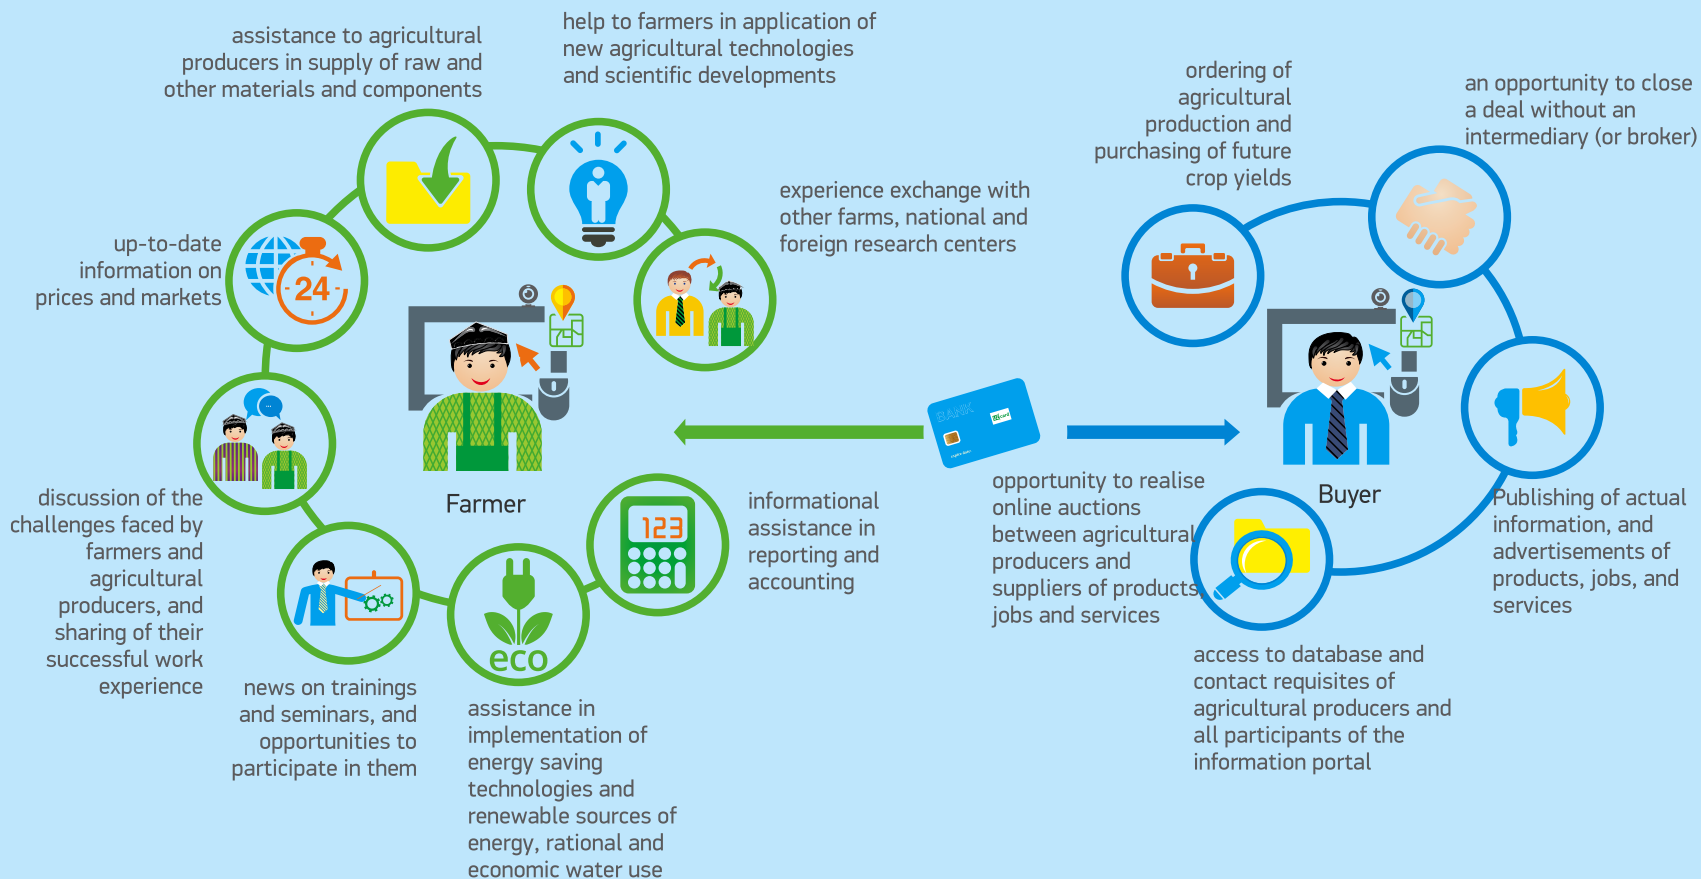 assistance to agricultural
producers in supply of raw and
other materials and components
help to farmers in application of
new agricultural technologies
and scientific developments
experience exchange with
other farms, national and
foreign research centers
up-to-date
information on
prices and markets
24
discussion of the
challenges faced by
farmers and
agricultural
producers, and
sharing of their
successful work
experience
news on trainings
and seminars, and
opportunities to
participate in them
eco
assistance in
implementation of
energy saving
technologies and
renewable sources of
energy, rational and
economic water use
123
informational
assistance in
reporting and
accounting
Farmer
BANK
opportunity to realise
online auctions
between agricultural
producers and
suppliers of products,
jobs and services
ordering of
agricultural
production and
purchasing of future
crop yields
an opportunity to close
a deal without an
intermediary (or broker)
Buyer
Publishing of actual
information, and
advertisements of
products, jobs, and
services
access to database and
contact requisites of
agricultural producers and
all participants of the
information portal